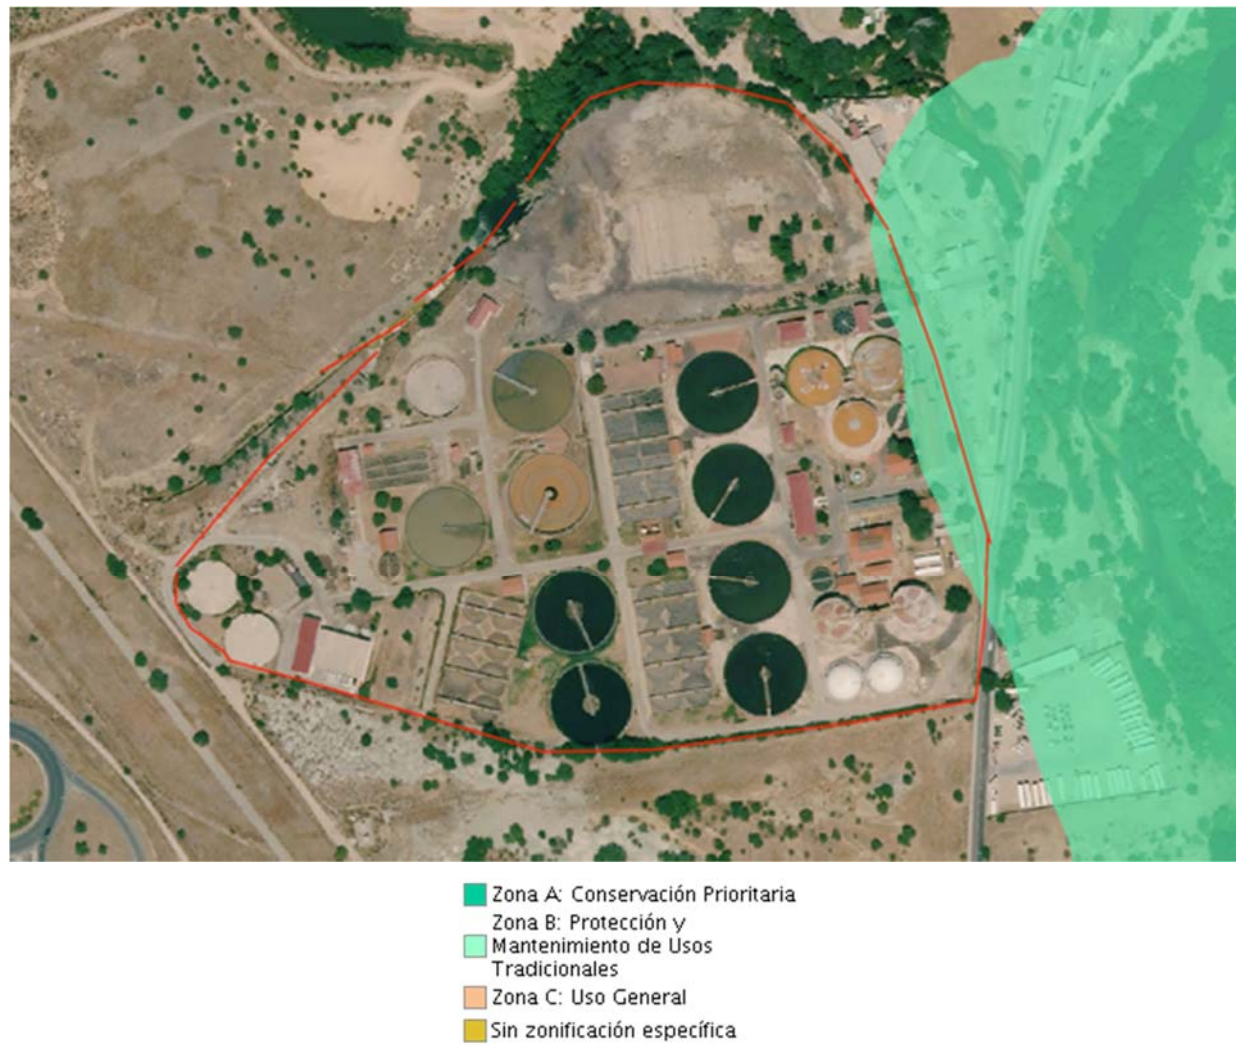 Zona A: Conservación Prioritaria
Zona B: Protección y
Mantenimiento de Usos
Tradicionales
Zona C: Uso General
Sin zonificación específica